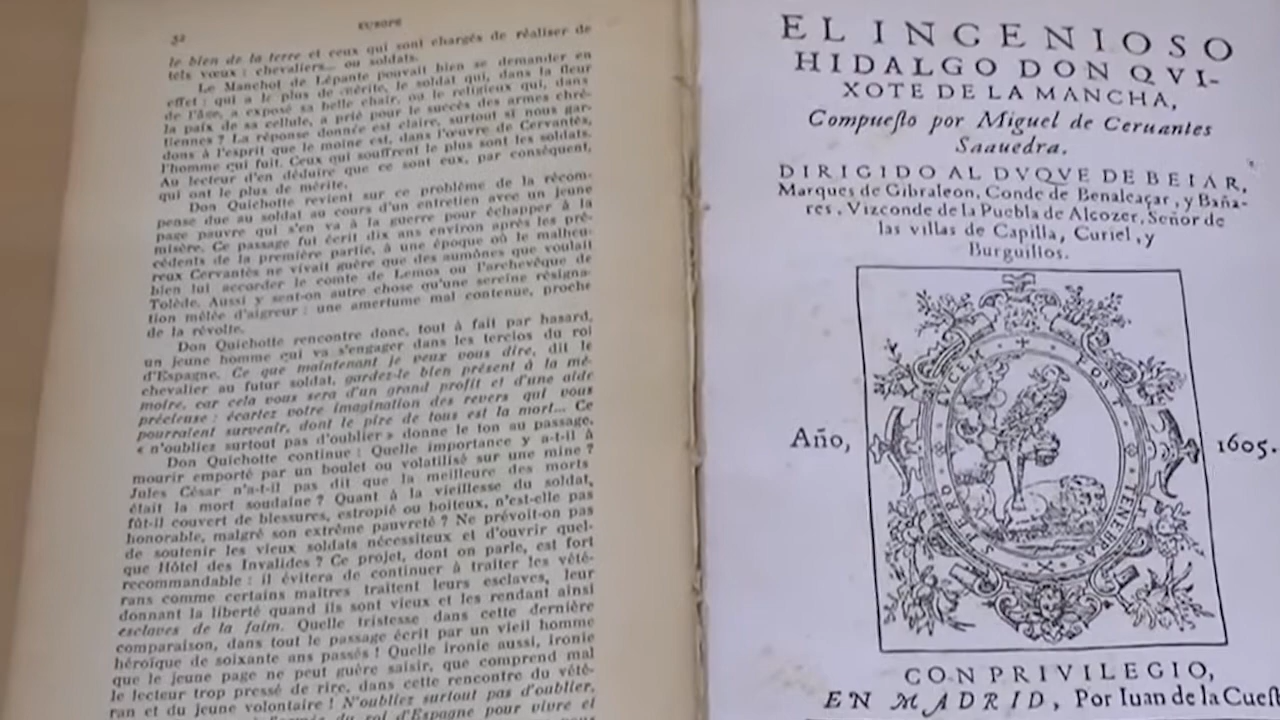 32
EUROPE
le bien de la terre et ceux qui sont chargés de réaliser de
tels vœux : chevaliers... ou soldats.
Le Manchot de Lépante pouvait bien se demander en
effet : qui a le plus de mérite, le soldat qui, dans la fleur
de l'âge, a exposé sa belle chair, ou le religieux qui, dans
la paix de sa cellule, a prié pour le succès des armes chré-
tiennes ? La réponse donnée est claire, surtout si nous gar-
dons à l'esprit que le moine est, dans l'œuvre de Cervantès,
l'homme qui fuit. Ceux qui souffrent le plus sont les soldats.
Au lecteur d'en déduire que ce sont eux, par conséquent,
qui ont le plus de mérite.
Don Quichotte revient sur ce problème de la récom-
pense due au soldat au cours d'un entretien avec un jeune
page pauvre qui s'en va à la guerre pour échapper à la
misère. Ce passage fut écrit dix ans environ après les pré-
cédents de la première partie, à une époque où le malheu-
reux Cervantès ne vivait guère que des aumônes que voulait
bien lui accorder le comte de Lemos ou l'archevêque de
Tolède. Aussi y sent-on autre chose qu'une sereine résigna-
tion mêlée d'aigreur : une amertume mal contenue, proche
de la révolte.
Don Quichotte rencontre donc, tout à fait par hasard,
un jeune homme qui va s'engager dans les tercios du roi
d'Espagne. Ce que maintenant je veux vous dire, dit le
chevalier au futur soldat, gardez-le bien présent à la mé-
moire, car cela vous sera d'un grand profit et d'une aide
précieuse : écartez votre imagination des revers qui vous
pourraient survenir, dont le pire de tous est la mort... Ce
« n'oubliez surtout pas d'oublier » donne le ton au passage.
Don Quichotte continue : Quelle importance y a-t-il à
mourir emporté par un boulet ou volatilisé sur une mine ?
Jules César n'a-t-il pas dit que la meilleure des morts
était la mort soudaine ? Quant à la vieillesse du soldat,
fût-il couvert de blessures, estropié ou boiteux, n'est-elle pas
honorable, malgré son extrême pauvreté ? Ne prévoit-on pas
de soutenir les vieux soldats nécessiteux et d'ouvrir quel-
que Hôtel des Invalides ? Ce projet, dont on parle, est fort
recommandable : il évitera de continuer à traiter les vété-
rans comme certains maîtres traitent leurs esclaves, leur
donnant la liberté quand ils sont vieux et les rendant ainsi
esclaves de la faim. Quelle tristesse dans cette dernière
comparaison, dans tout le passage écrit par un vieil homme
héroïque de soixante ans passés ! Quelle ironie aussi, ironie
que le jeune page ne peut guère saisir, que comprend mal
le lecteur trop pressé de rire, dans cette rencontre du vété-
ran et du jeune volontaire ! N'oubliez surtout pas d'oublier,
du roi d'Espagne pour vivre et
EL INGENIOSO
HIDALGO DON QVI-
XOTE DE LA MANCHA,
Compuesto por Miguel de Ceruantes
Saauedra.
DIRIGIDO AL DVQVE DE BEIAR,
Marques de Gibraleon, Conde de Benalcaçar, y Baña-
res, Vizconde de la Puebla de Alcozer, Señor de
las villas de Capilla, Curiel, y
Burguillos.
SPERO LVCEM
POST TENEBRAS
Año, 1605.
CON PRIVILEGIO,
EN MADRID, Por Iuan de la Cuest